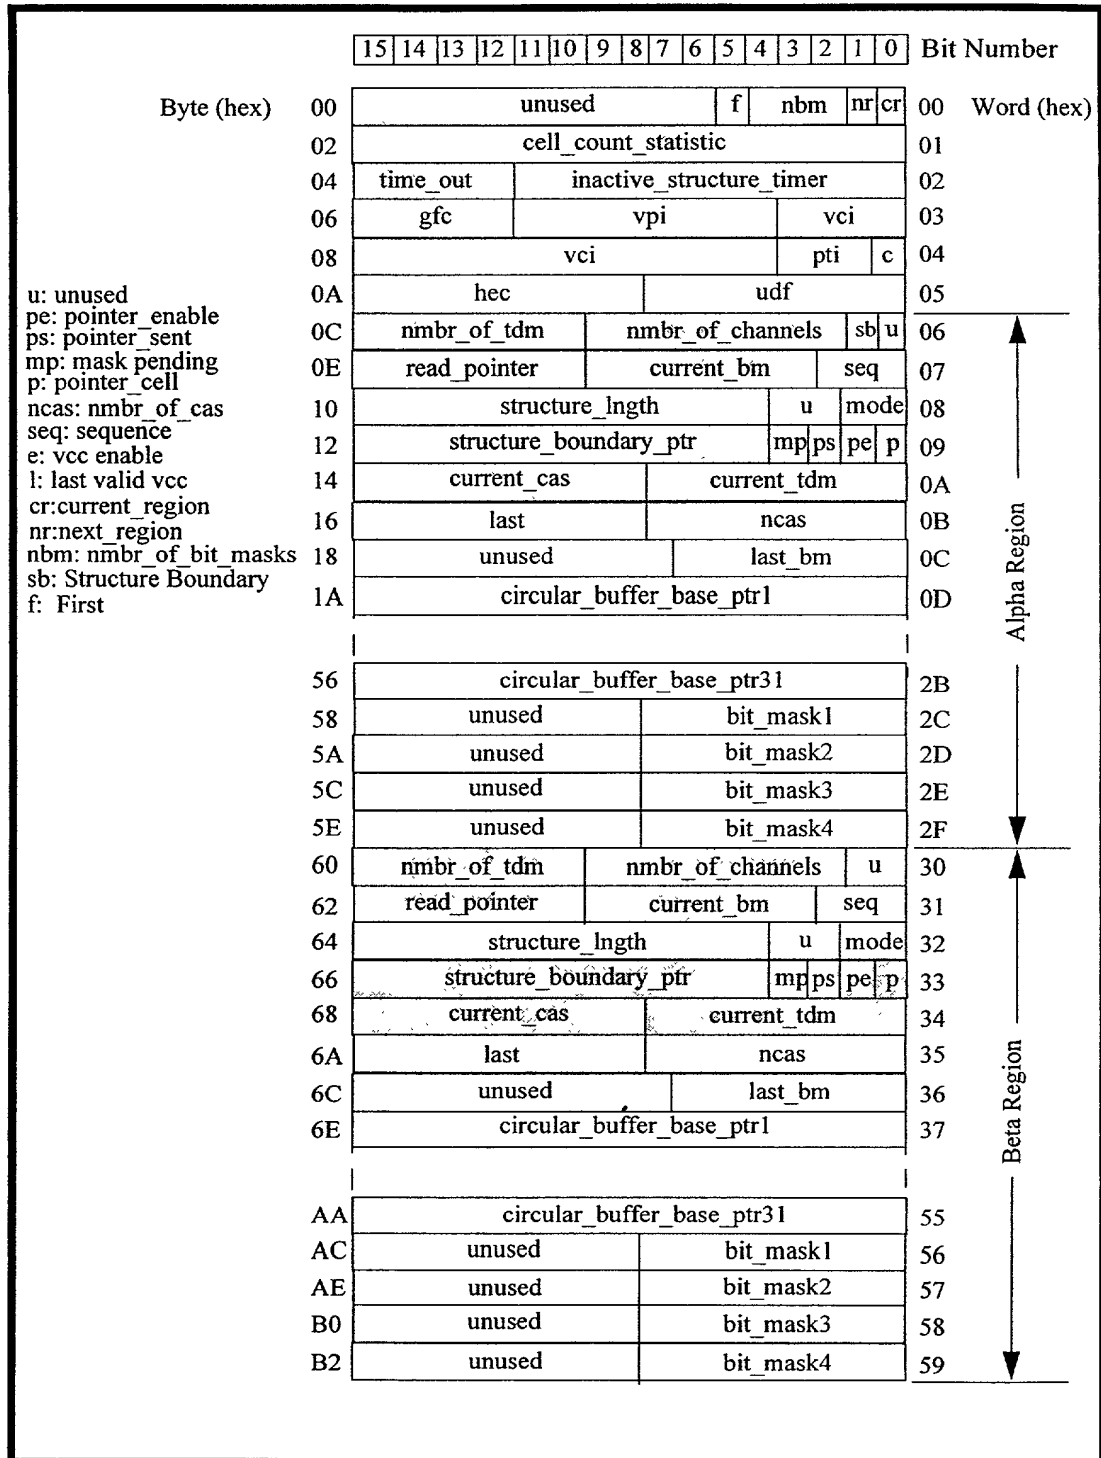 15 14 13 12 11 10 9 8 7 6 5 4 3 2 1 0 Bit Number
Byte (hex) 00 unused f nbm nr cr 00 Word (hex)
02 cell_count_statistic 01
04 time_out inactive_structure_timer 02
06 gfc vpi vci 03
08 vci pti c 04
0A hec udf 05
u: unused
pe: pointer_enable
ps: pointer_sent
mp: mask pending
p: pointer_cell
ncas: nmbr_of_cas
seq: sequence
e: vcc enable
l: last valid vcc
cr:current_region
nr:next_region
nbm: nmbr_of_bit_masks
sb: Structure Boundary
f: First
0C nmbr_of_tdm nmbr_of_channels sb u 06
0E read_pointer current_bm seq 07
10 structure_lngth u mode 08
12 structure_boundary_ptr mp ps pe p 09
14 current_cas current_tdm 0A
16 last ncas 0B
18 unused last_bm 0C
1A circular_buffer_base_ptr1 0D
Alpha Region
56 circular_buffer_base_ptr31 2B
58 unused bit_mask1 2C
5A unused bit_mask2 2D
5C unused bit_mask3 2E
5E unused bit_mask4 2F
60 nmbr_of_tdm nmbr_of_channels u 30
62 read_pointer current_bm seq 31
64 structure_lngth u mode 32
66 structure_boundary_ptr mp ps pe p 33
68 current_cas current_tdm 34
6A last ncas 35
6C unused last_bm 36
6E circular_buffer_base_ptr1 37
Beta Region
AA circular_buffer_base_ptr31 55
AC unused bit_mask1 56
AE unused bit_mask2 57
B0 unused bit_mask3 58
B2 unused bit_mask4 59